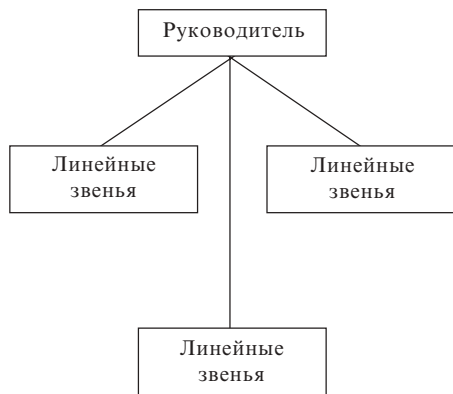 Руководитель
Линейные
звенья
Линейные
звенья
Линейные
звенья